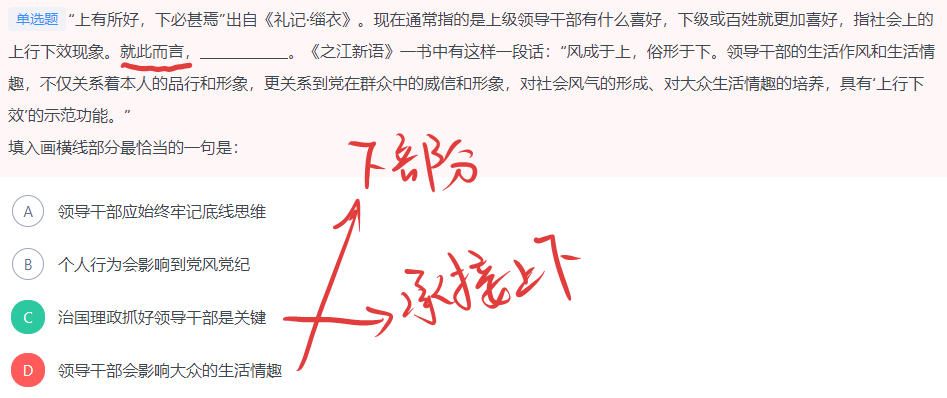 单选题 “上有所好，下必甚焉”出自《礼记·缁衣》。现在通常指的是上级领导干部有什么喜好，下级或百姓就更加喜好，指社会上的
上行下效现象。就此而言，____________。《之江新语》一书中有这样一段话：“风成于上，俗形于下。领导干部的生活作风和生活情
趣，不仅关系着本人的品行和形象，更关系到党在群众中的威信和形象，对社会风气的形成、对大众生活情趣的培养，具有‘上行下
效’的示范功能。”
填入画横线部分最恰当的一句是：
下部分
A 领导干部应始终牢记底线思维
B 个人行为会影响到党风党纪
承接上下
C 治国理政抓好领导干部是关键
D 领导干部会影响大众的生活情趣